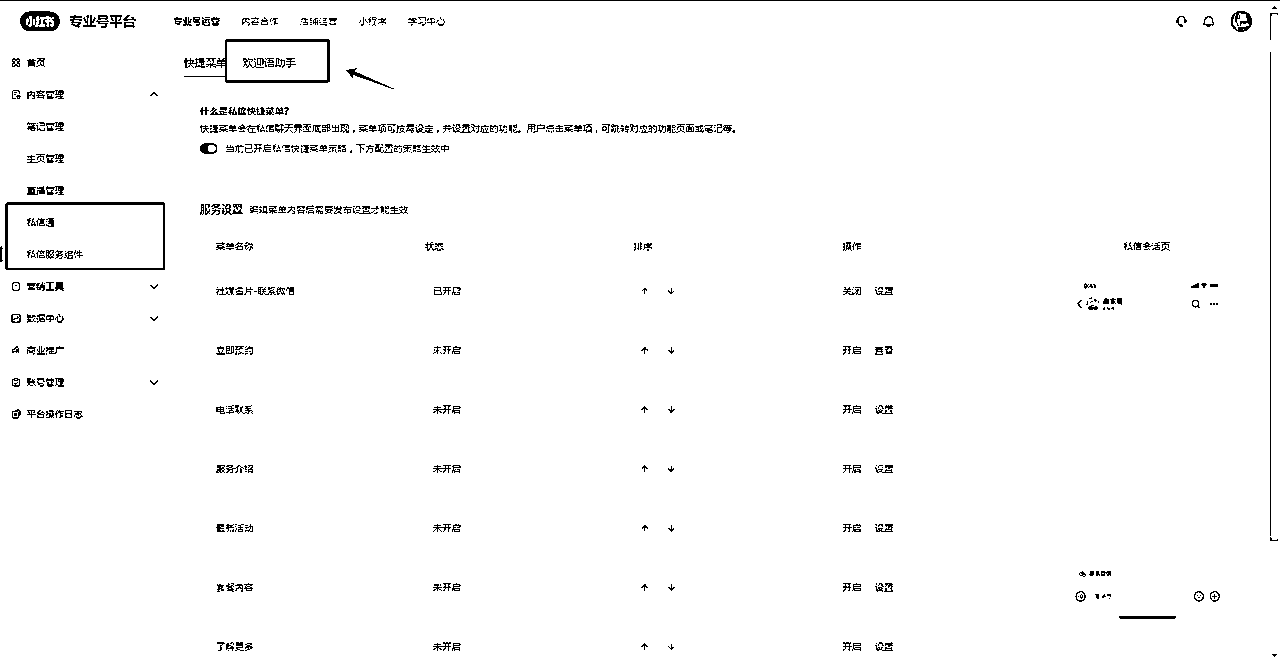 小红书 专业号平台 专业号运营 内容合作 店铺运营 小程序 学习中心
首页
内容管理
笔记管理
主页管理
直播管理
私信通
私信服务组件
营销工具
数据中心
商业推广
账号管理
平台操作日志
快捷菜单 欢迎语助手
什么是私信快捷菜单?
快捷菜单会在私信聊天界面底部出现，菜单项可按需设定，并设置对应的功能。用户点击菜单项，可跳转对应的功能页面或笔记等。
当前已开启私信快捷菜单策略，下方配置的策略生效中
服务设置 编辑菜单内容后需要发布设置才能生效
菜单名称 状态 排序 操作 私信会话页
社媒名片-联系微信 已开启 ↑ ↓ 关闭 设置
立即预约 未开启 ↑ ↓ 开启 查看
电话联系 未开启 ↑ ↓ 开启 设置
服务介绍 未开启 ↑ ↓ 开启 设置
最新活动 未开启 ↑ ↓ 开启 设置
套餐内容 未开启 ↑ ↓ 开启 设置
了解更多 未开启 ↑ ↓ 开启 设置
9:41